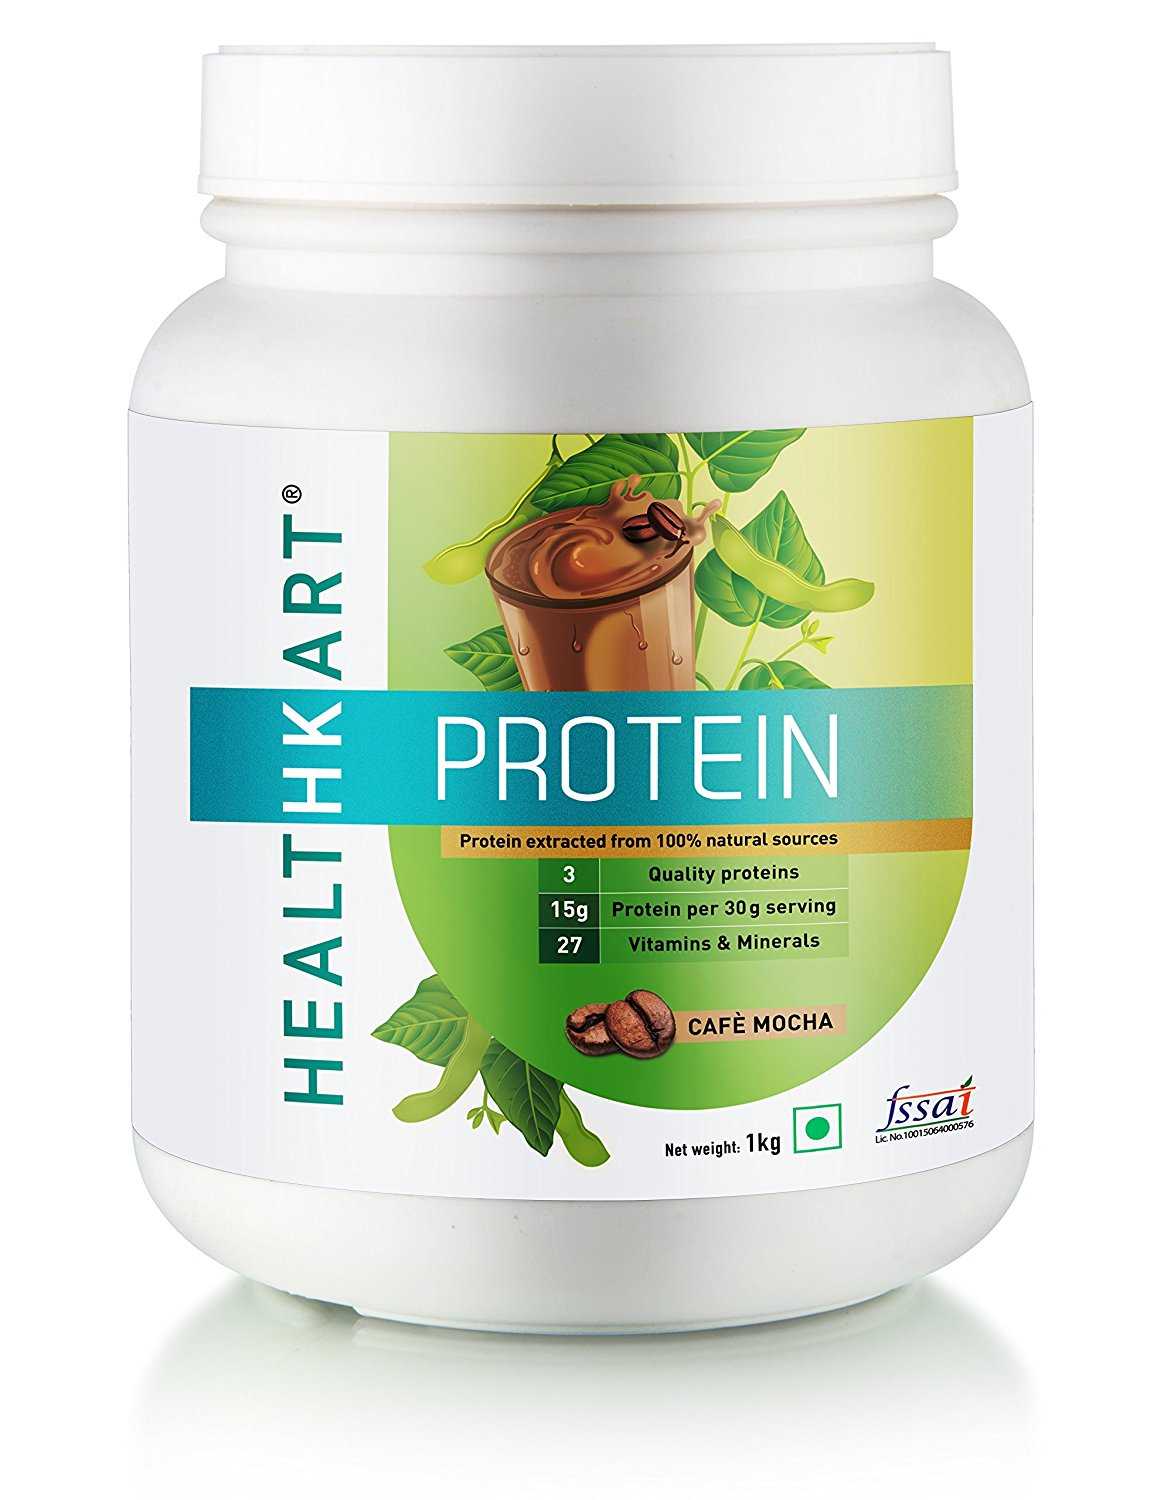 HEALTHKART®
PROTEIN
Protein extracted from 100% natural sources
3 Quality proteins
15g Protein per 30g serving
27 Vitamins & Minerals
CAFÈ MOCHA
Net weight: 1kg
fssai
Lic. No.10015064000576